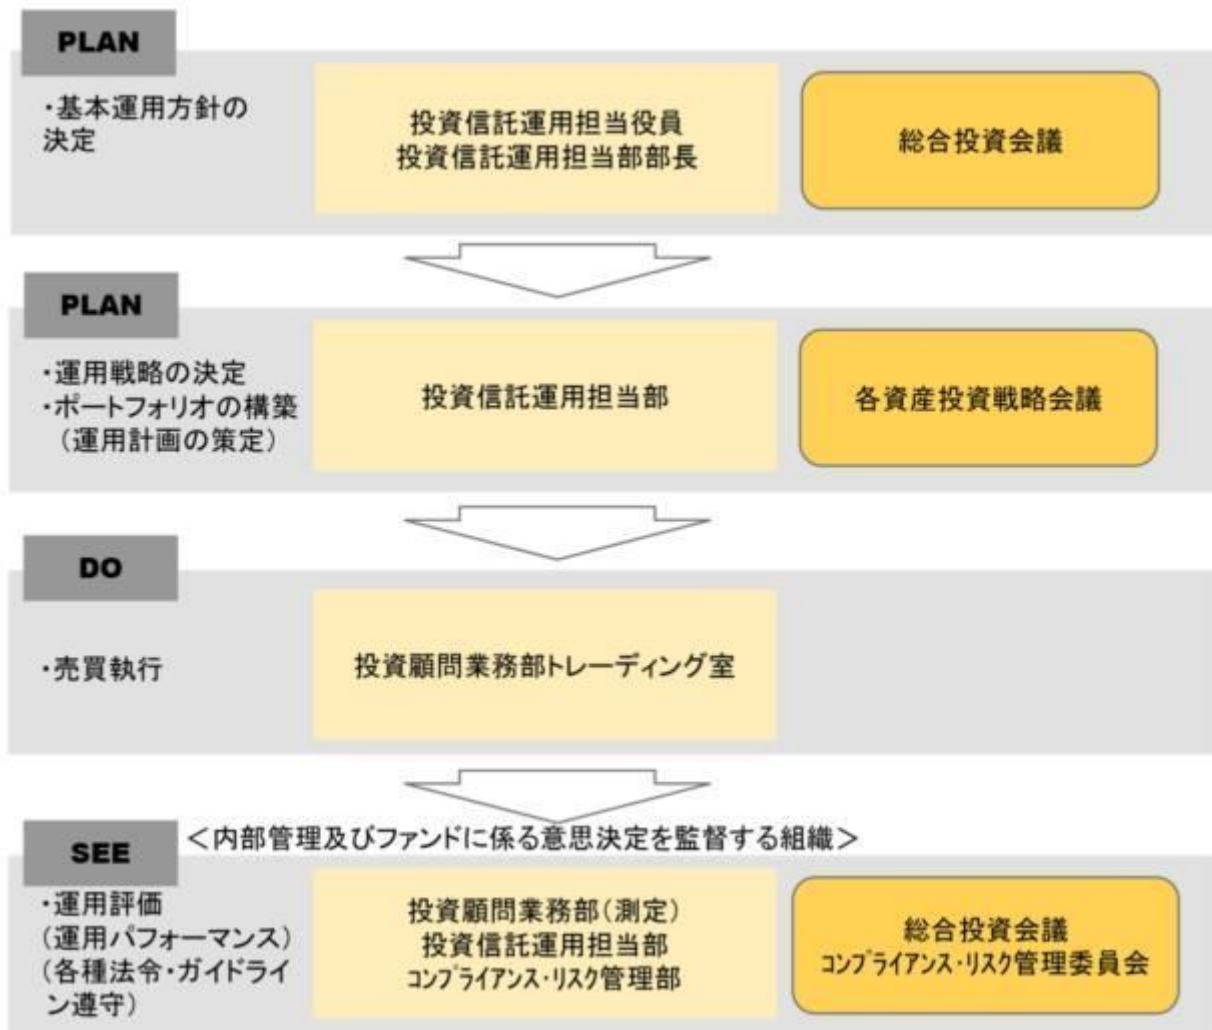 PLAN
・基本運用方針の
決定
投資信託運用担当役員
投資信託運用担当部部長
総合投資会議
PLAN
・運用戦略の決定
・ポートフォリオの構築
（運用計画の策定）
投資信託運用担当部
各資産投資戦略会議
DO
・売買執行
投資顧問業務部トレーディング室
SEE
＜内部管理及びファンドに係る意思決定を監督する組織＞
・運用評価
(運用パフォーマンス)
(各種法令・ガイドライ
ン遵守)
投資顧問業務部(測定)
投資信託運用担当部
ｺﾝﾌﾟﾗｲｱﾝｽ・ﾘｽｸ管理部
総合投資会議
ｺﾝﾌﾟﾗｲｱﾝｽ・ﾘｽｸ管理委員会